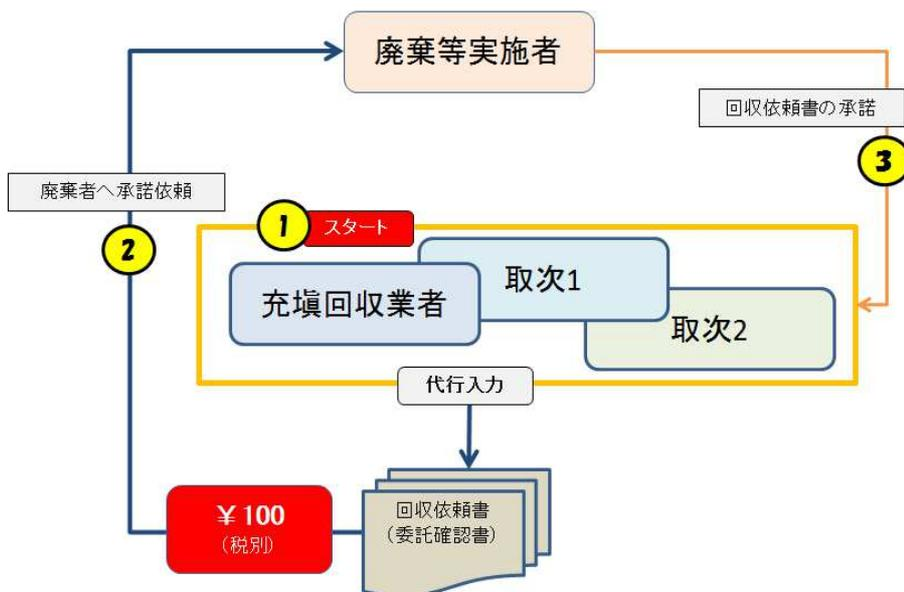 廃棄等実施者
回収依頼書の承諾
3
廃棄者へ承諾依頼
2
1
スタート
取次1
充塡回収業者
取次2
代行入力
回収依頼書
(委託確認書)
￥100
(税別)